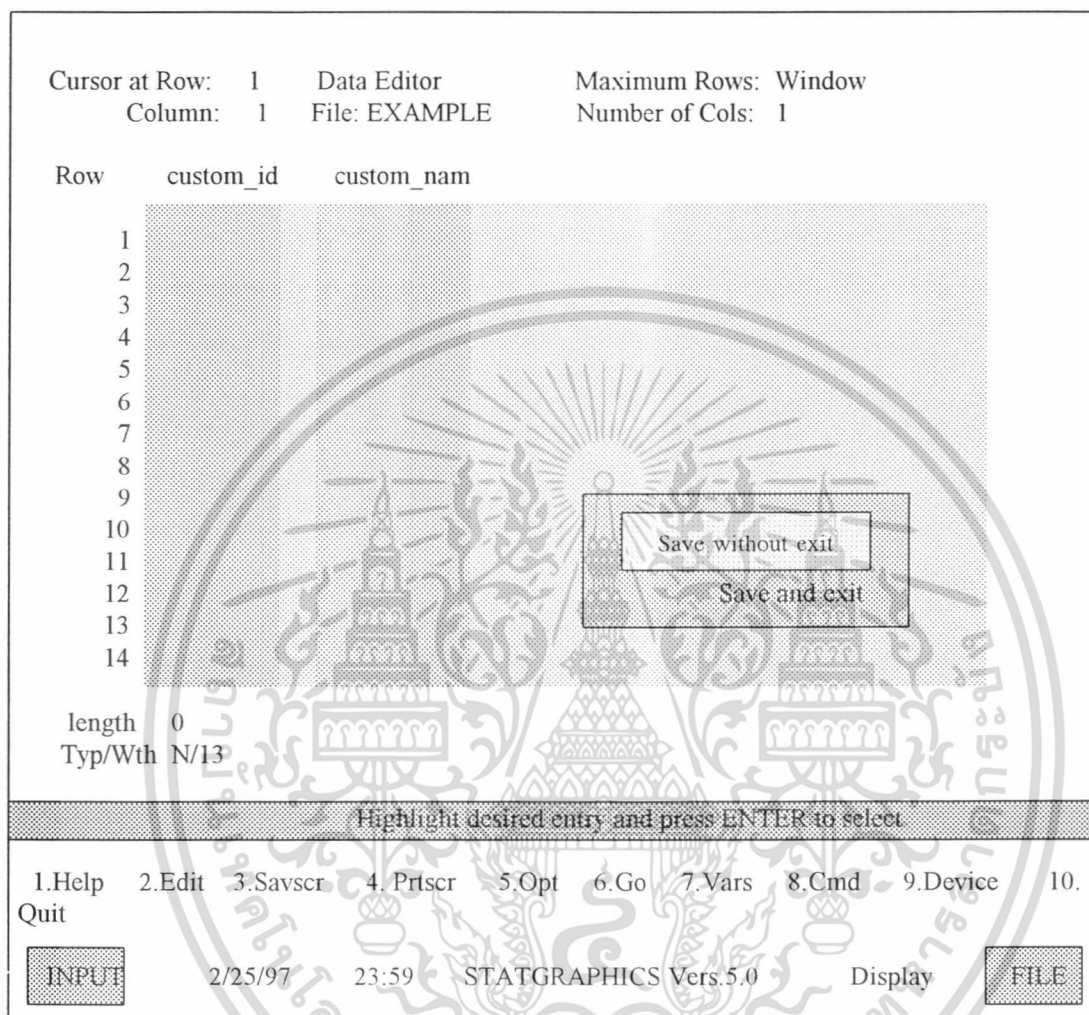 Cursor at Row: 1 Data Editor Maximum Rows: Window
Column: 1 File: EXAMPLE Number of Cols: 1
Row custom_id custom_nam
1
2
3
4
5
6
7
8
9
10
11
12
13
14
Save without exit
Save and exit
length 0
Typ/Wth N/13
Highlight desired entry and press ENTER to select
1.Help 2.Edit 3.Savscr 4. Prtscr 5.Opt 6.Go 7.Vars 8.Cmd 9.Device 10.
Quit
INPUT 2/25/97 23:59 STATGRAPHICS Vers.5.0 Display FILE